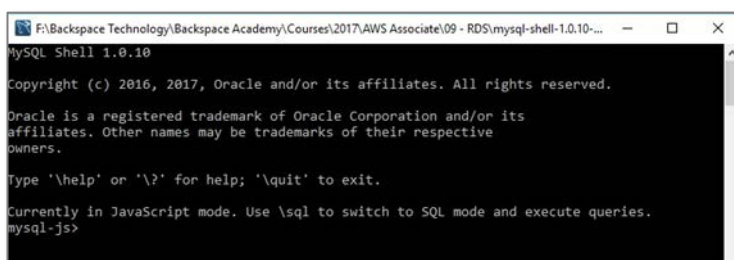 F:\Backspace Technology\Backspace Academy\Courses\2017\AWS Associate\09 - RDS\mysql-shell-1.0.10-...
MySQL Shell 1.0.10
Copyright (c) 2016, 2017, Oracle and/or its affiliates. All rights reserved.
Oracle is a registered trademark of Oracle Corporation and/or its
affiliates. Other names may be trademarks of their respective
owners.
Type '\help' or '\?' for help; '\quit' to exit.
Currently in JavaScript mode. Use \sql to switch to SQL mode and execute queries.
mysql-js>